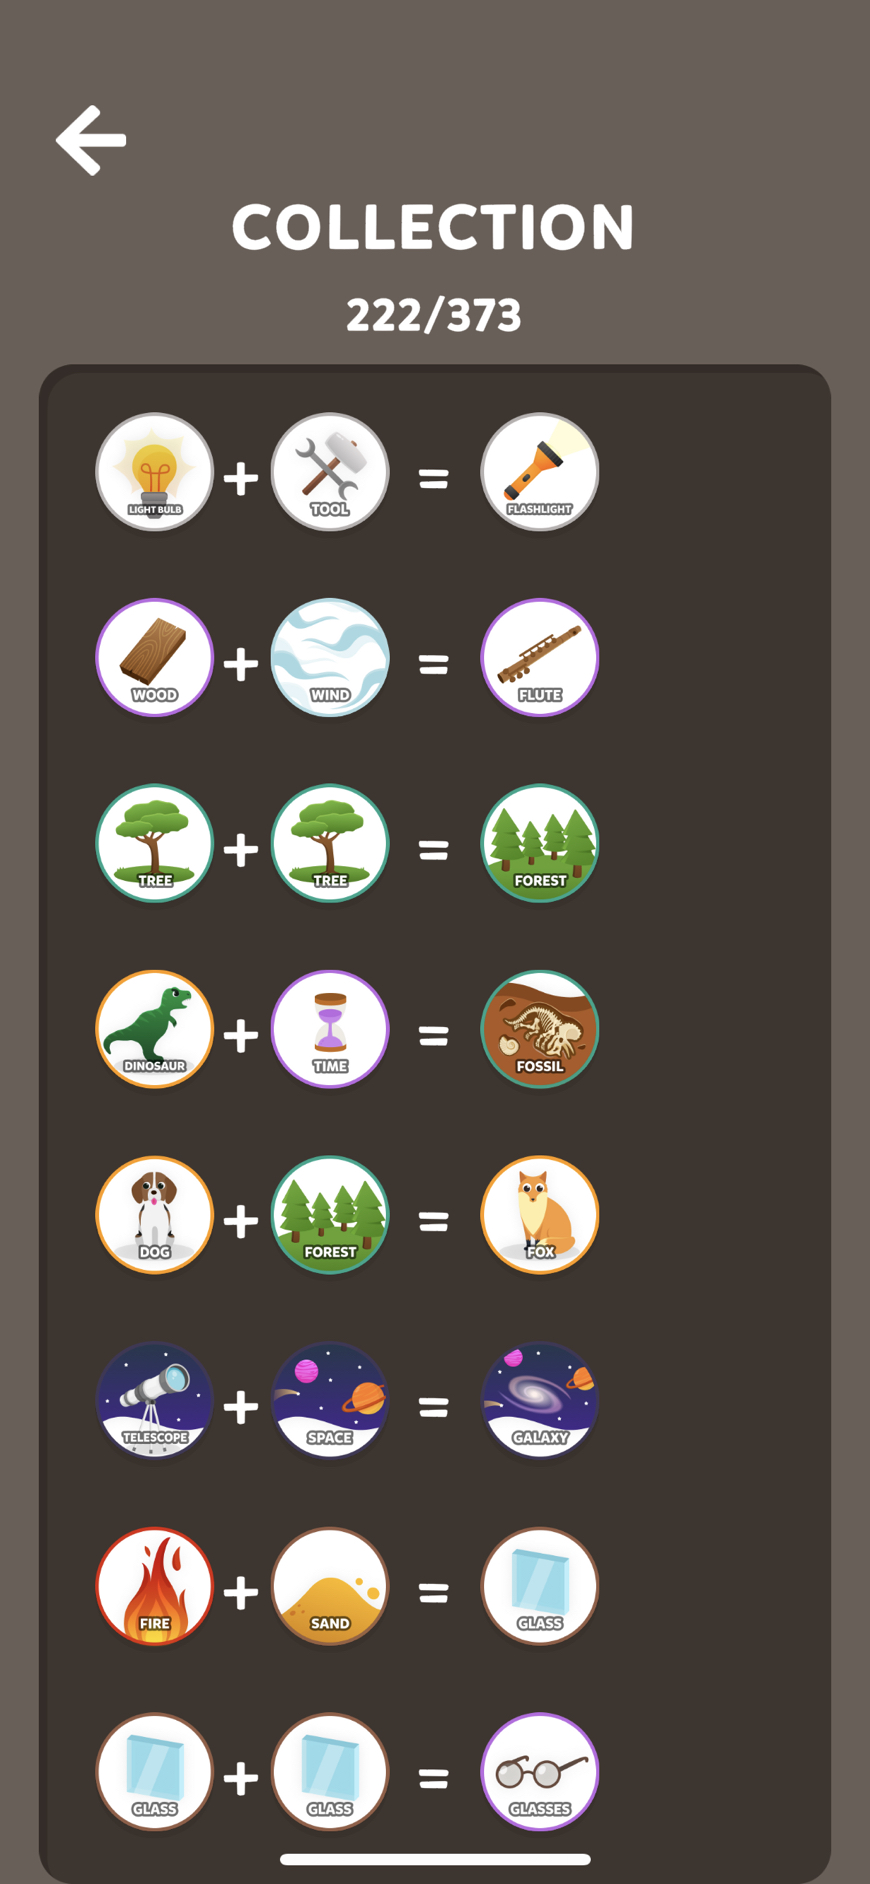 COLLECTION
222/373
LIGHT BULB + TOOL = FLASHLIGHT
WOOD + WIND = FLUTE
TREE + TREE = FOREST
DINOSAUR + TIME = FOSSIL
DOG + FOREST = FOX
TELESCOPE + SPACE = GALAXY
FIRE + SAND = GLASS
GLASS + GLASS = GLASSES